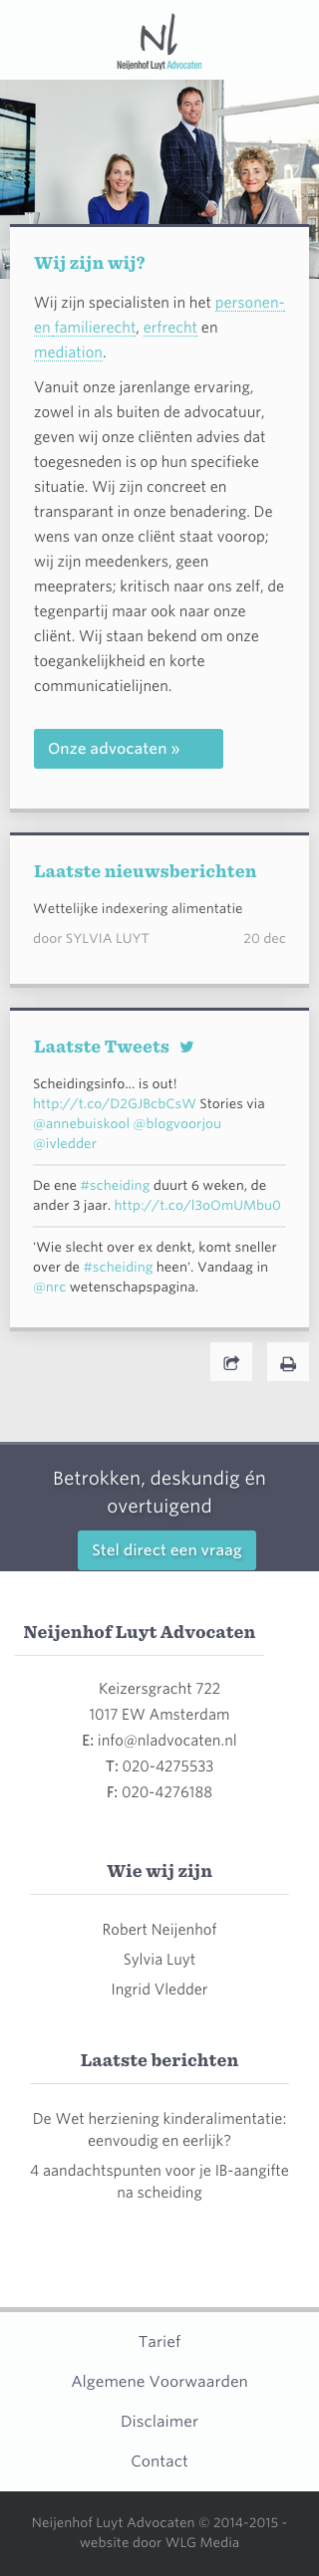 Nl
Neijenhof Luyt Advocaten
Wij zijn wij?
Wij zijn specialisten in het personen-
en familierecht, erfrecht en
mediation.
Vanuit onze jarenlange ervaring,
zowel in als buiten de advocatuur,
geven wij onze cliënten advies dat
toegesneden is op hun specifieke
situatie. Wij zijn concreet en
transparant in onze benadering. De
wens van onze cliënt staat voorop;
wij zijn meedenkers, geen
meepraters; kritisch naar ons zelf, de
tegenpartij maar ook naar onze
cliënt. Wij staan bekend om onze
toegankelijkheid en korte
communicatielijnen.
Onze advocaten »
Laatste nieuwsberichten
Wettelijke indexering alimentatie
door SYLVIA LUYT 20 dec
Laatste Tweets
Scheidingsinfo... is out!
http://t.co/D2GJBcbCsW Stories via
@annebuiskool @blogvoorjou
@ivledder
De ene #scheiding duurt 6 weken, de
ander 3 jaar. http://t.co/l3oOmUMbu0
'Wie slecht over ex denkt, komt sneller
over de #scheiding heen'. Vandaag in
@nrc wetenschapspagina.
Betrokken, deskundig én
overtuigend
Stel direct een vraag
Neijenhof Luyt Advocaten
Keizersgracht 722
1017 EW Amsterdam
E: info@nladvocaten.nl
T: 020-4275533
F: 020-4276188
Wie wij zijn
Robert Neijenhof
Sylvia Luyt
Ingrid Vledder
Laatste berichten
De Wet herziening kinderalimentatie:
eenvoudig en eerlijk?
4 aandachtspunten voor je IB-aangifte
na scheiding
Tarief
Algemene Voorwaarden
Disclaimer
Contact
Neijenhof Luyt Advocaten © 2014-2015 -
website door WLG Media